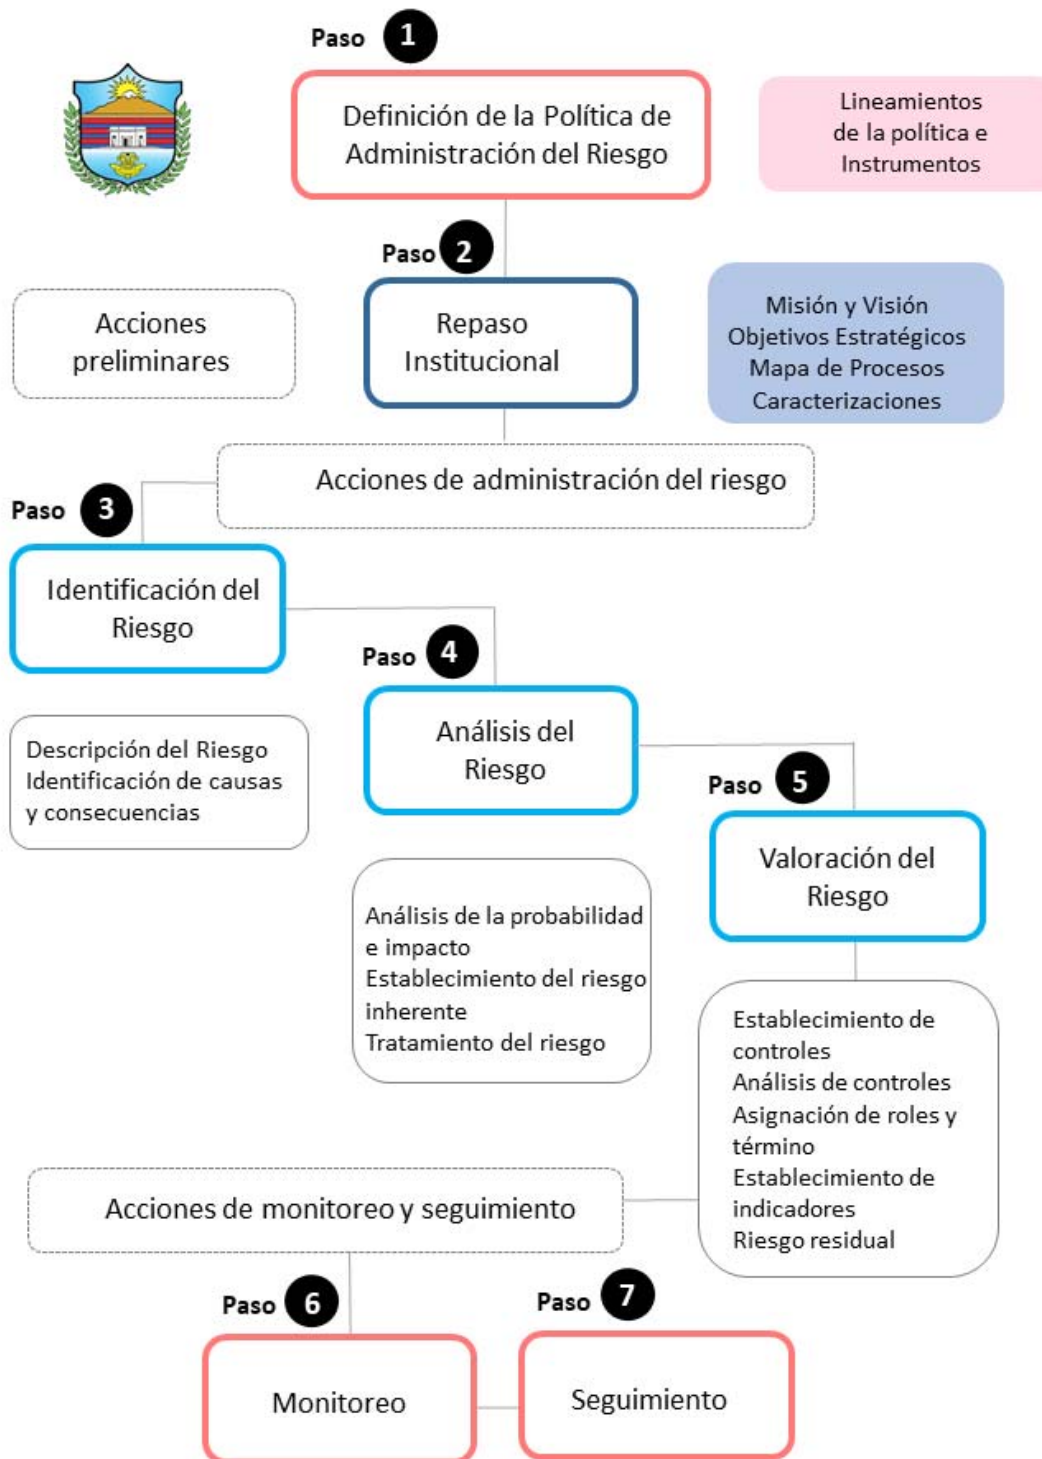 Paso 1
Definición de la Política de
Administración del Riesgo
Lineamientos
de la política e
Instrumentos
Paso 2
Acciones
preliminares
Repaso
Institucional
Misión y Visión
Objetivos Estratégicos
Mapa de Procesos
Caracterizaciones
Acciones de administración del riesgo
Paso 3
Identificación del
Riesgo
Descripción del Riesgo
Identificación de causas
y consecuencias
Paso 4
Análisis del
Riesgo
Análisis de la probabilidad
e impacto
Establecimiento del riesgo
inherente
Tratamiento del riesgo
Paso 5
Valoración del
Riesgo
Establecimiento de
controles
Análisis de controles
Asignación de roles y
término
Establecimiento de
indicadores
Riesgo residual
Acciones de monitoreo y seguimiento
Paso 6
Monitoreo
Paso 7
Seguimiento